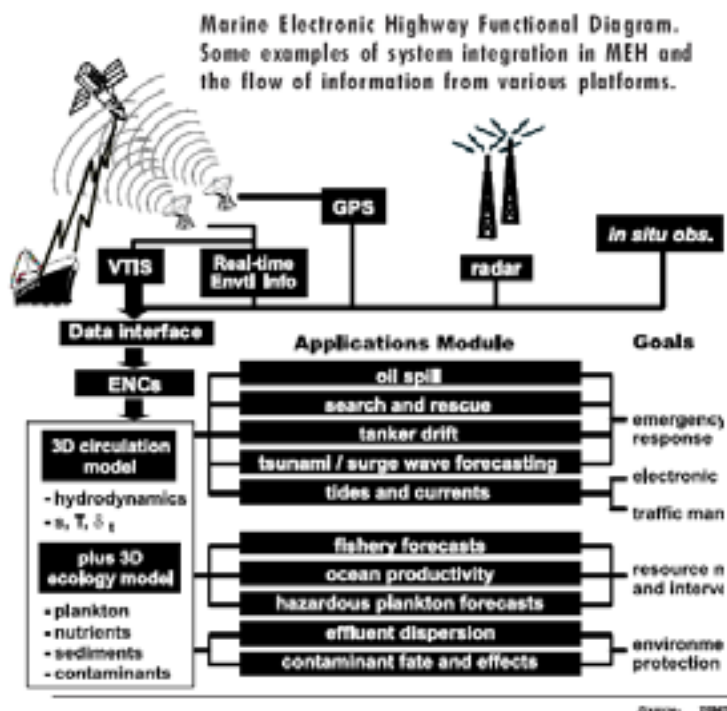 Marine Electronic Highway Functional Diagram.
Some examples of system integration in MEH and
the flow of information from various platforms.
GPS
in situ obs.
VTIS
Real-time
Envtl Info
radar
Data interface
ENCs
Applications Module
Goals
oil spill
search and rescue
tanker drift
tsunami / surge wave forecasting
tides and currents
emergency
response
electronic
traffic man
3D circulation
model
- hydrodynamics
- s, T, δ t
plus 3D
ecology model
- plankton
- nutrients
- sediments
- contaminants
fishery forecasts
ocean productivity
hazardous plankton forecasts
resource m
and interve
effluent dispersion
contaminant fate and effects
environme
protection